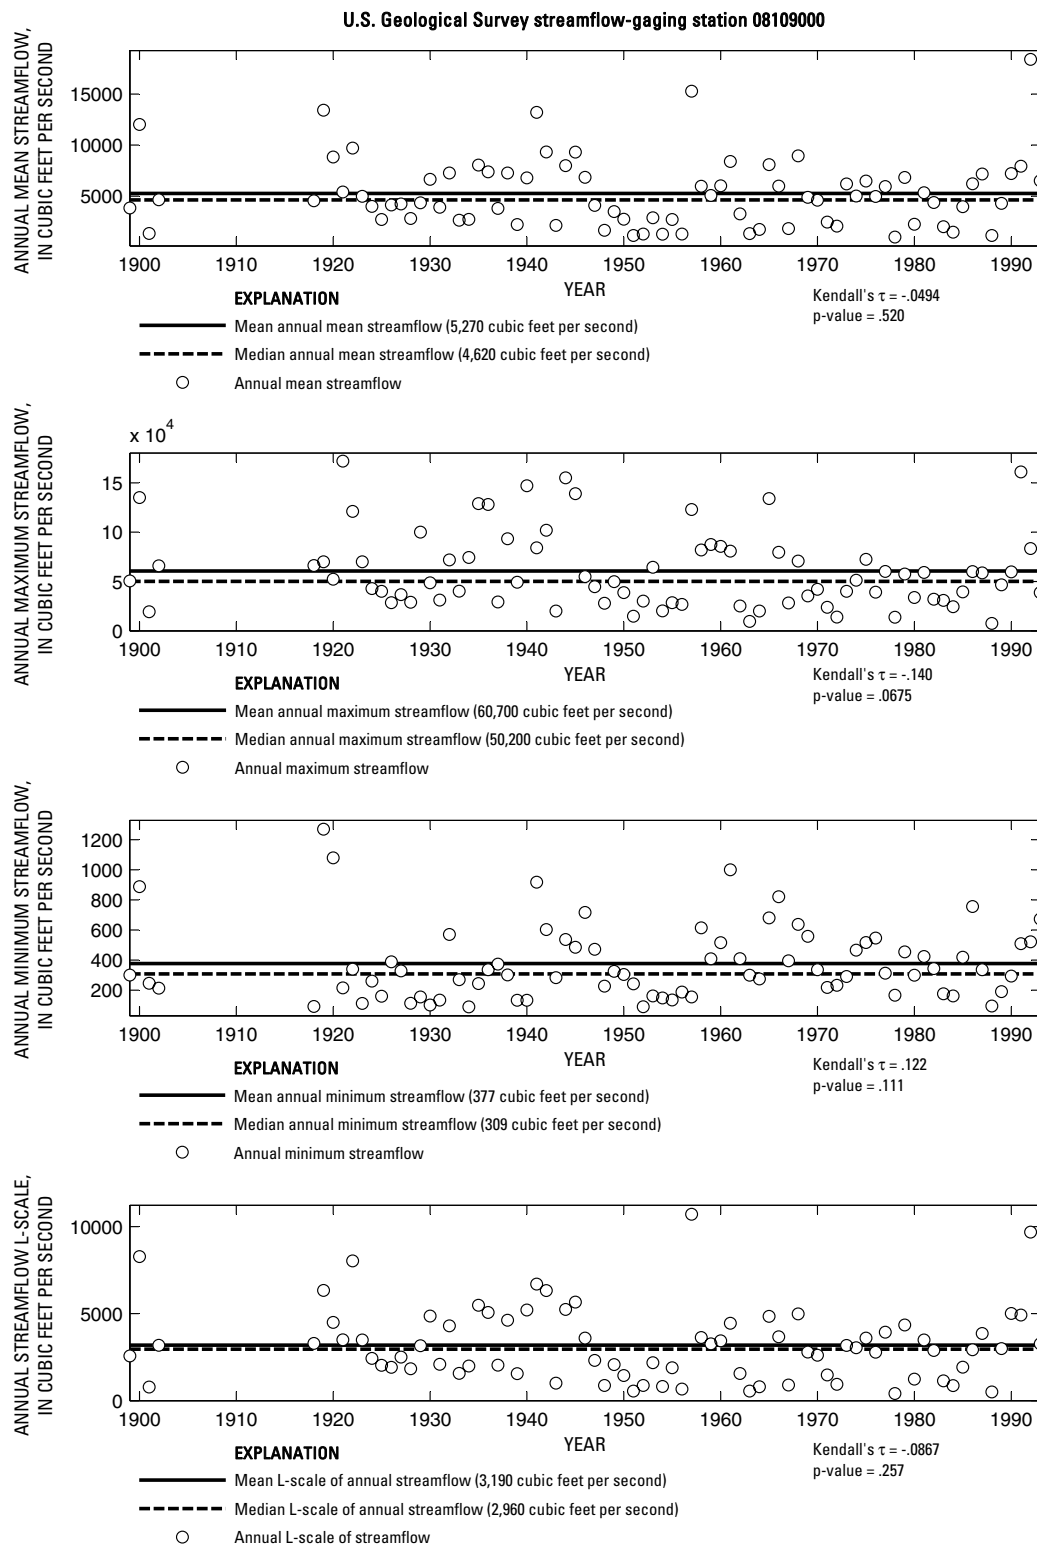 U.S. Geological Survey streamflow-gaging station 08109000
ANNUAL MEAN STREAMFLOW,
IN CUBIC FEET PER SECOND
15000
10000
5000
1900 1910 1920 1930 1940 1950 1960 1970 1980 1990
YEAR
EXPLANATION
Mean annual mean streamflow (5,270 cubic feet per second)
Median annual mean streamflow (4,620 cubic feet per second)
Annual mean streamflow
Kendall's τ = -.0494
p-value = .520
ANNUAL MAXIMUM STREAMFLOW,
IN CUBIC FEET PER SECOND
x 10^4
15
10
5
0
1900 1910 1920 1930 1940 1950 1960 1970 1980 1990
YEAR
EXPLANATION
Mean annual maximum streamflow (60,700 cubic feet per second)
Median annual maximum streamflow (50,200 cubic feet per second)
Annual maximum streamflow
Kendall's τ = -.140
p-value = .0675
ANNUAL MINIMUM STREAMFLOW,
IN CUBIC FEET PER SECOND
1200
1000
800
600
400
200
1900 1910 1920 1930 1940 1950 1960 1970 1980 1990
YEAR
EXPLANATION
Mean annual minimum streamflow (377 cubic feet per second)
Median annual minimum streamflow (309 cubic feet per second)
Annual minimum streamflow
Kendall's τ = .122
p-value = .111
ANNUAL STREAMFLOW L-SCALE,
IN CUBIC FEET PER SECOND
10000
5000
0
1900 1910 1920 1930 1940 1950 1960 1970 1980 1990
YEAR
EXPLANATION
Mean L-scale of annual streamflow (3,190 cubic feet per second)
Median L-scale of annual streamflow (2,960 cubic feet per second)
Annual L-scale of streamflow
Kendall's τ = -.0867
p-value = .257